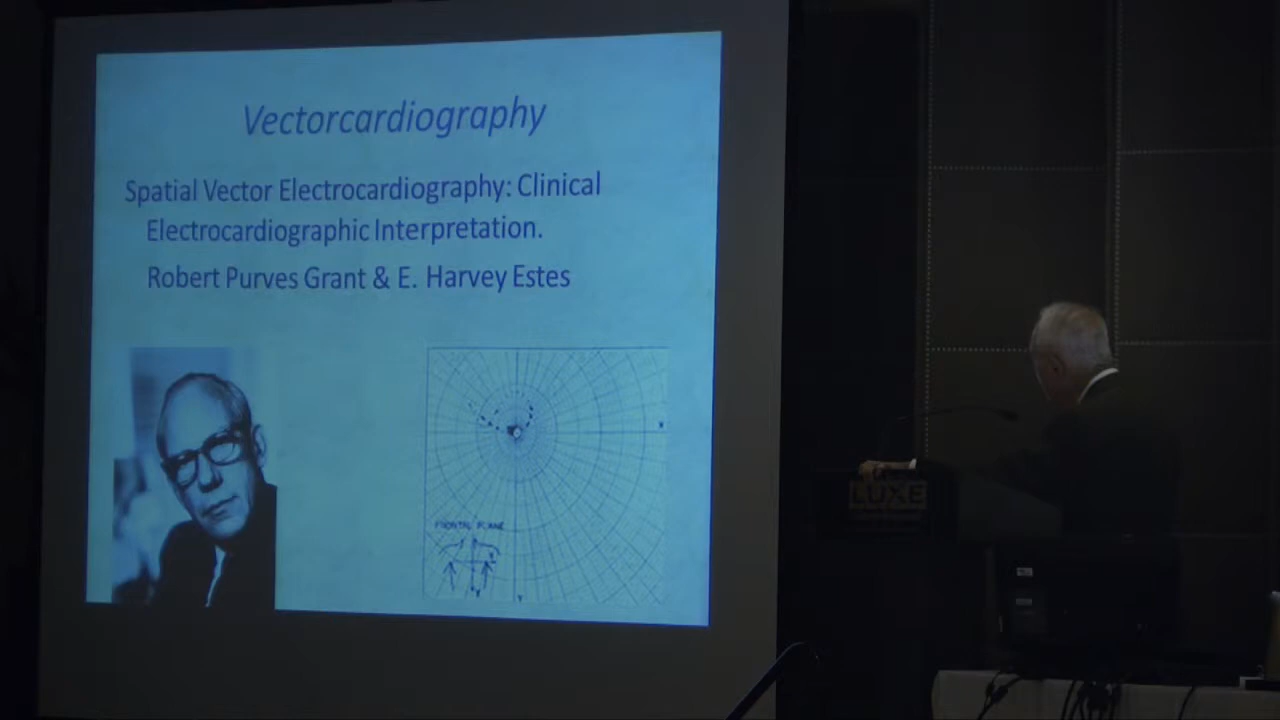 Vectorcardiography
Spatial Vector Electrocardiography: Clinical
Electrocardiographic Interpretation.
Robert Purves Grant & E. Harvey Estes
FRONTAL PLANE
LUXE